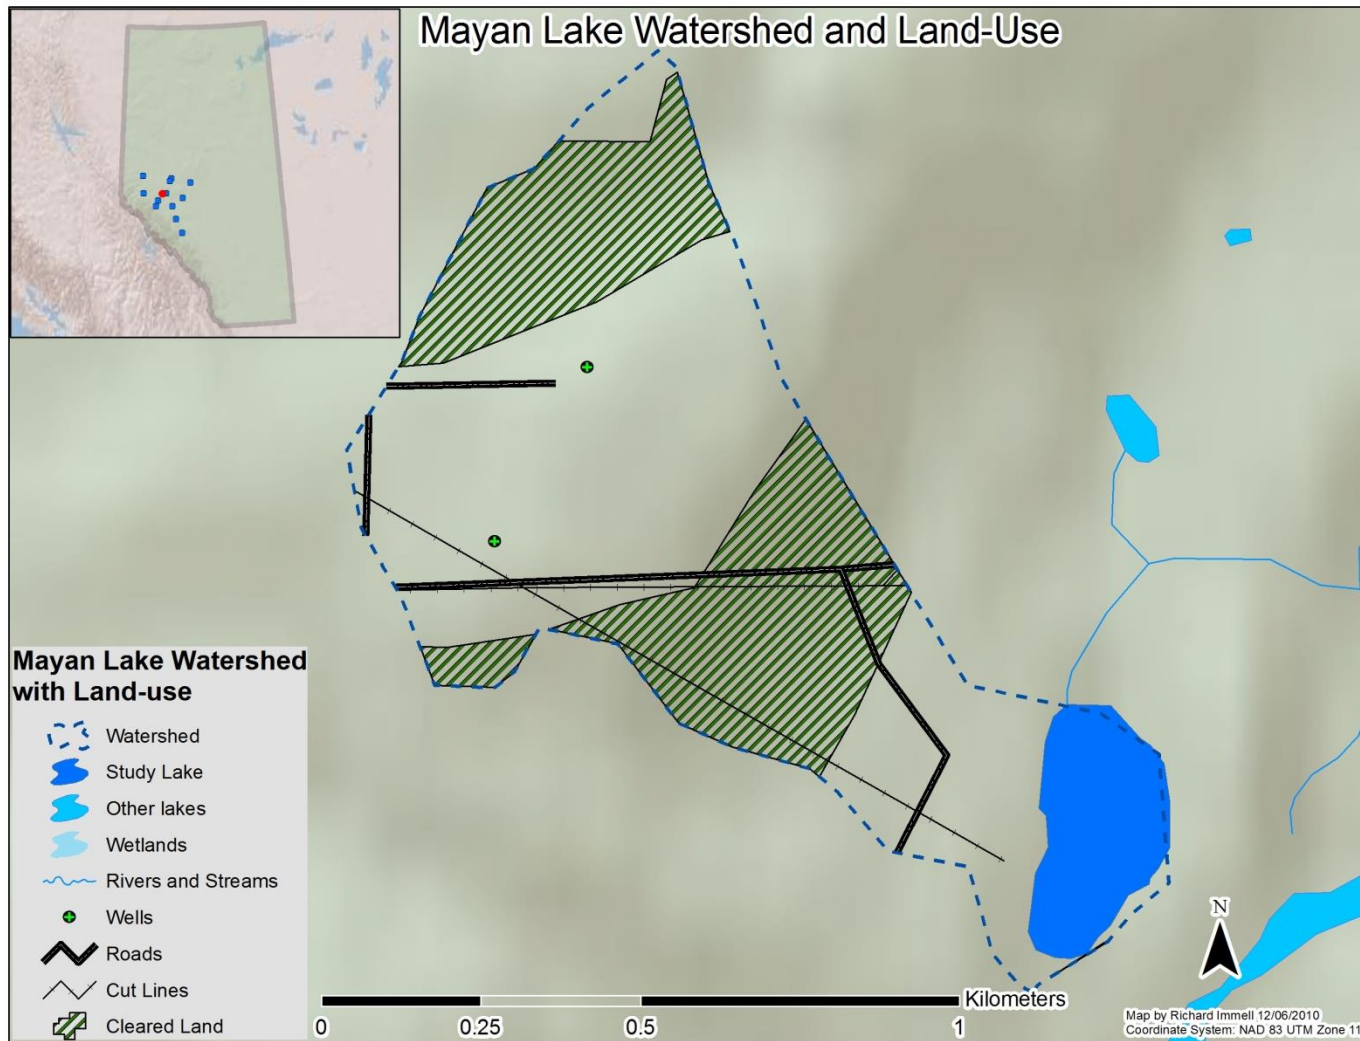 Mayan Lake Watershed and Land-Use
Mayan Lake Watershed
with Land-use
Watershed
Study Lake
Other lakes
Wetlands
Rivers and Streams
Wells
Roads
Cut Lines
Cleared Land
N
Kilometers
0 0.25 0.5 1
Map by Richard Immell 12/06/2010
Coordinate System: NAD 83 UTM Zone 11